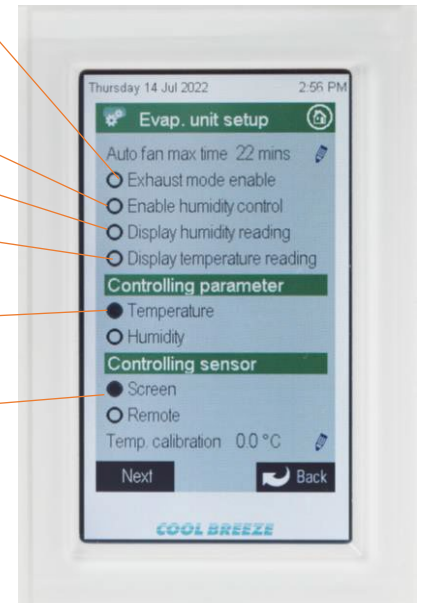 Thursday 14 Jul 2022 2:56 PM
Evap. unit setup
Auto fan max time 22 mins
Exhaust mode enable
Enable humidity control
Display humidity reading
Display temperature reading
Controlling parameter
Temperature
Humidity
Controlling sensor
Screen
Remote
Temp. calibration 0.0 °C
Next Back
COOL BREEZE